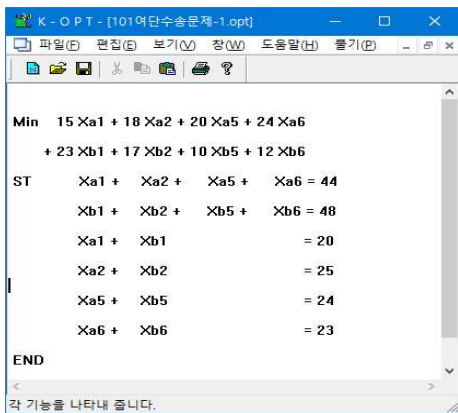 K - O P T - [101여단수송문제-1.opt]
파일(F) 편집(E) 보기(V) 창(W) 도움말(H) 풀기(P)
Min 15 Xa1 + 18 Xa2 + 20 Xa5 + 24 Xa6
+ 23 Xb1 + 17 Xb2 + 10 Xb5 + 12 Xb6
ST Xa1 + Xa2 + Xa5 + Xa6 = 44
Xb1 + Xb2 + Xb5 + Xb6 = 48
Xa1 + Xb1 = 20
Xa2 + Xb2 = 25
Xa5 + Xb5 = 24
Xa6 + Xb6 = 23
END
각 기능을 나타내 줍니다.